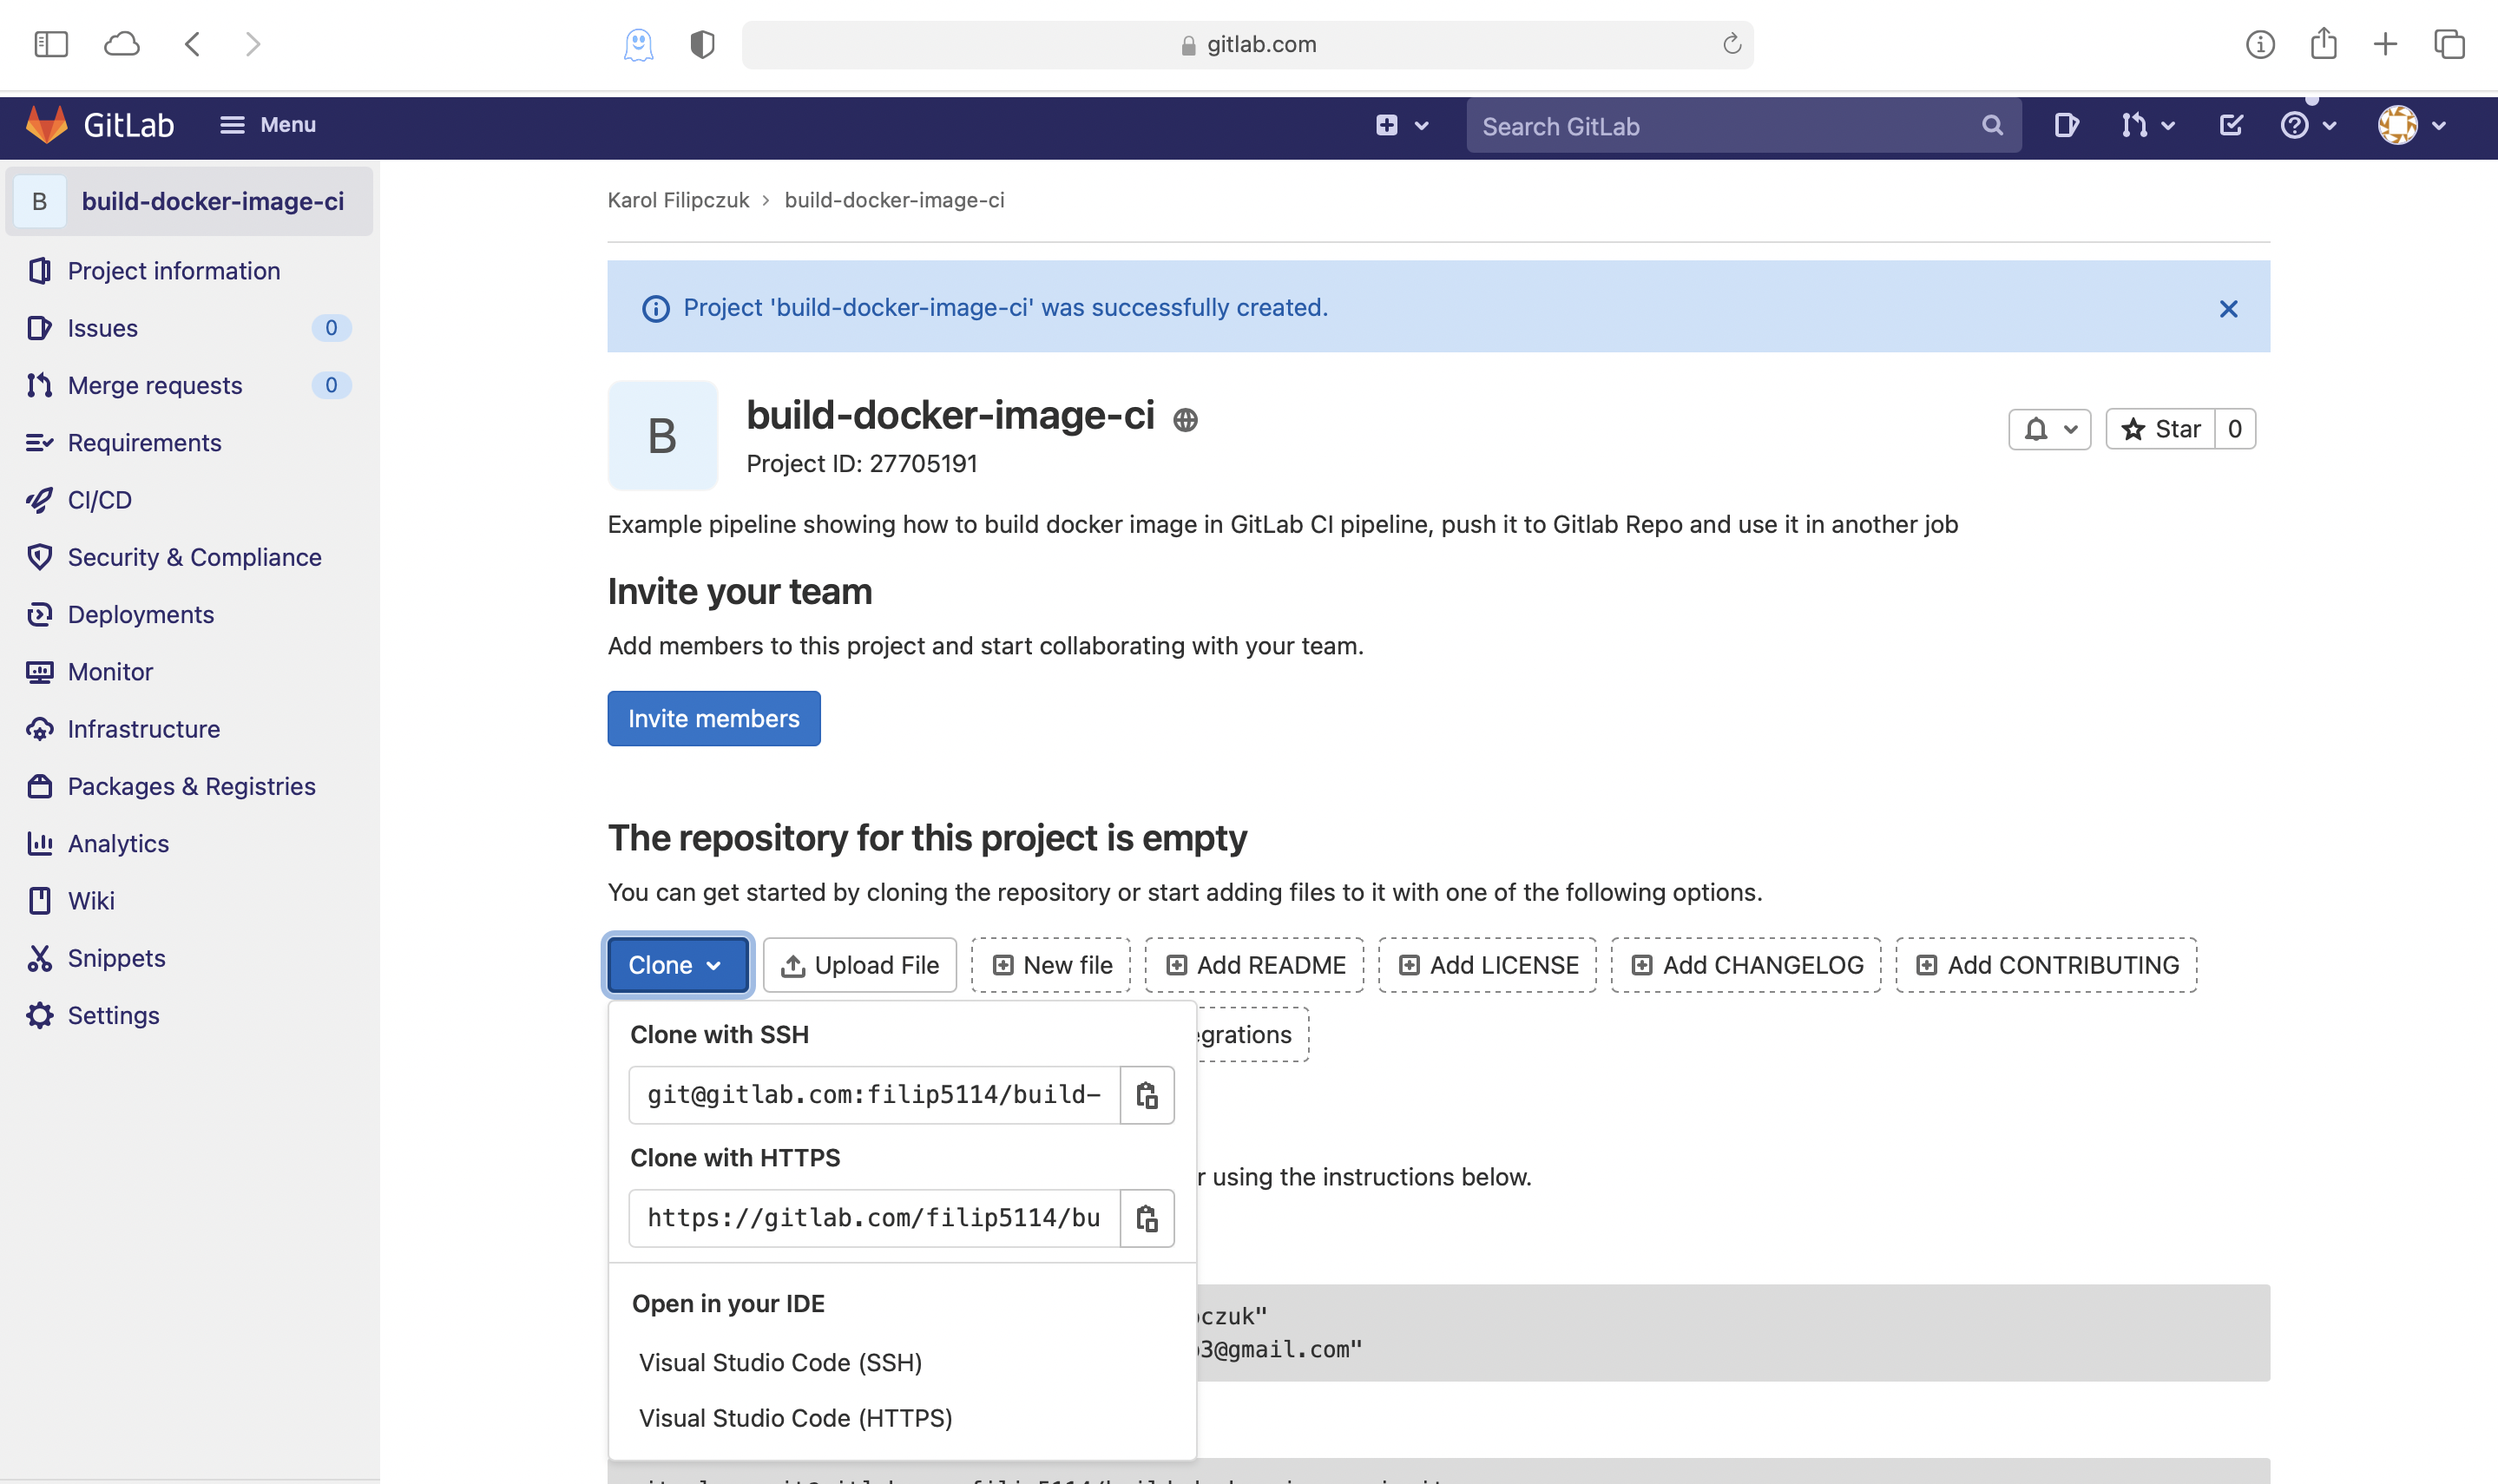 gitlab.com
GitLab
Menu
Search GitLab
B
build-docker-image-ci
Project information
Issues
0
Merge requests
0
Requirements
CI/CD
Security & Compliance
Deployments
Monitor
Infrastructure
Packages & Registries
Analytics
Wiki
Snippets
Settings
Karol Filipczuk › build-docker-image-ci
Project 'build-docker-image-ci' was successfully created.
B
build-docker-image-ci
Project ID: 27705191
Star 0
Example pipeline showing how to build docker image in GitLab CI pipeline, push it to Gitlab Repo and use it in another job
Invite your team
Add members to this project and start collaborating with your team.
Invite members
The repository for this project is empty
You can get started by cloning the repository or start adding files to it with one of the following options.
Clone
Upload File
New file
Add README
Add LICENSE
Add CHANGELOG
Add CONTRIBUTING
egrations
Clone with SSH
git@gitlab.com:filip5114/build-
Clone with HTTPS
https://gitlab.com/filip5114/bu
using the instructions below.
Open in your IDE
czuk"
3@gmail.com"
Visual Studio Code (SSH)
Visual Studio Code (HTTPS)